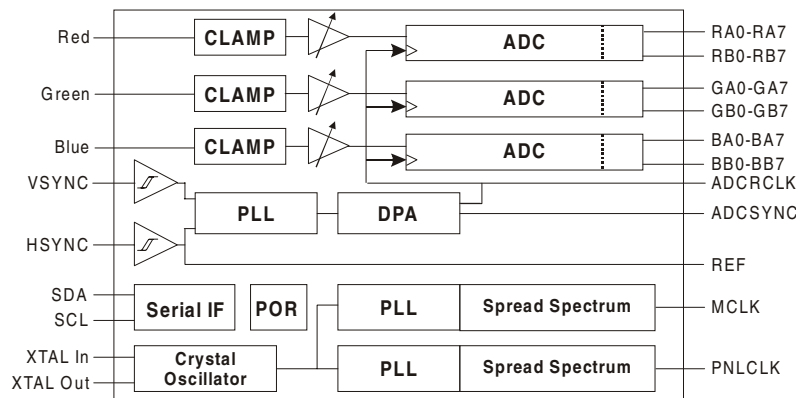 Red
CLAMP
ADC
RA0-RA7
RB0-RB7
Green
CLAMP
ADC
GA0-GA7
GB0-GB7
Blue
CLAMP
ADC
BA0-BA7
BB0-BB7
VSYNC
PLL
DPA
ADCRCLK
ADCSYNC
HSYNC
REF
SDA
SCL
Serial IF
POR
PLL
Spread Spectrum
MCLK
XTAL In
XTAL Out
Crystal
Oscillator
PLL
Spread Spectrum
PNLCLK